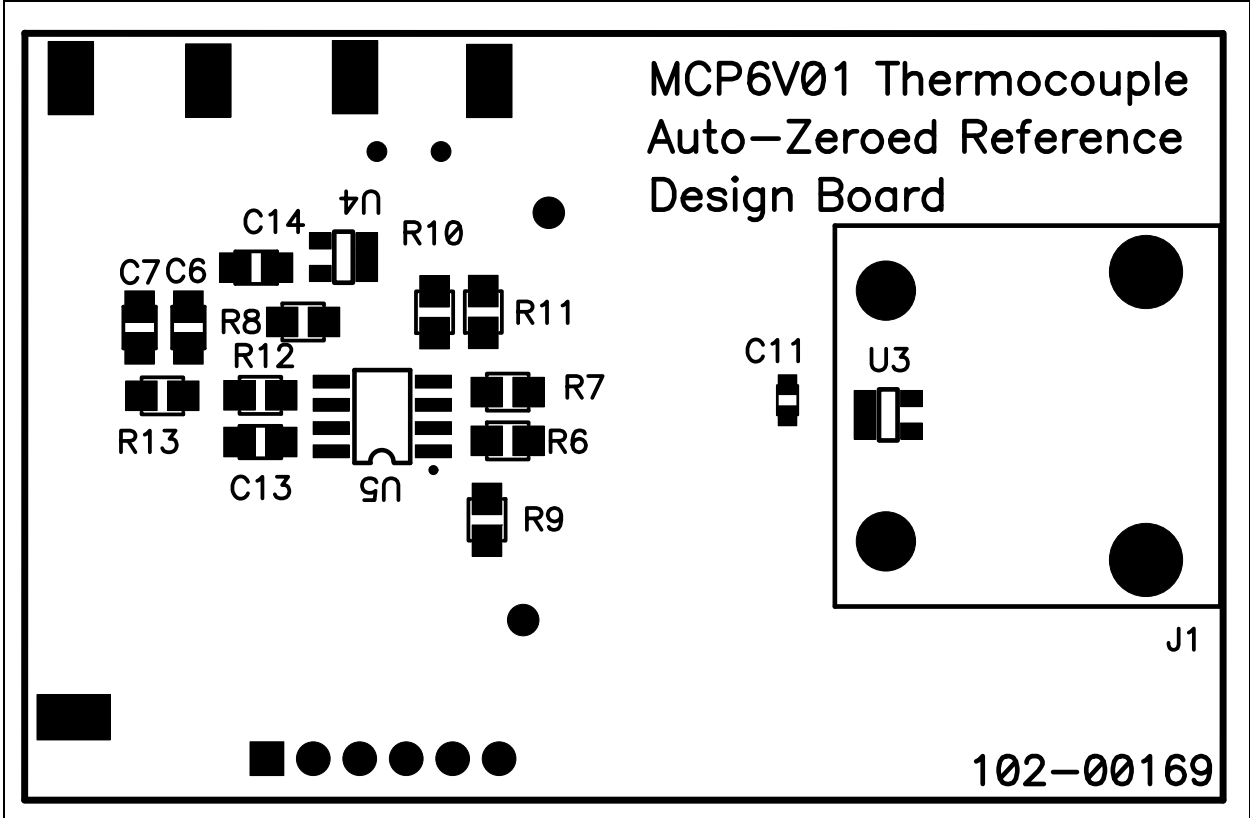 MCP6V01 Thermocouple
Auto-Zeroed Reference
Design Board
U4
C14
R10
C7 C6
R8
R11
R12
C11
U3
R7
R13
R6
C13
U5
R9
J1
102-00169